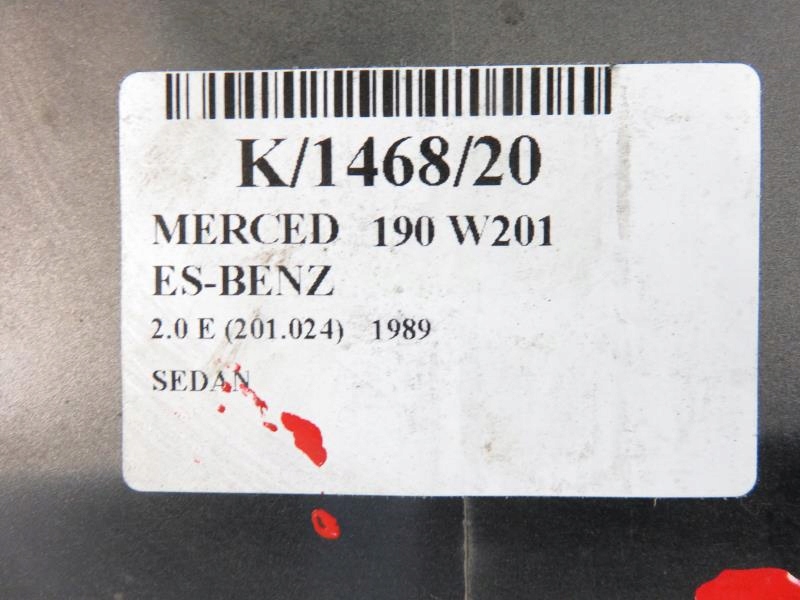 K/1468/20
MERCED 190 W201
ES-BENZ
2.0 E (201.024) 1989
SEDAN